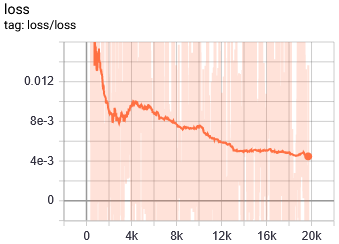 loss
tag: loss/loss
0.012
8e-3
4e-3
0
0 4k 8k 12k 16k 20k